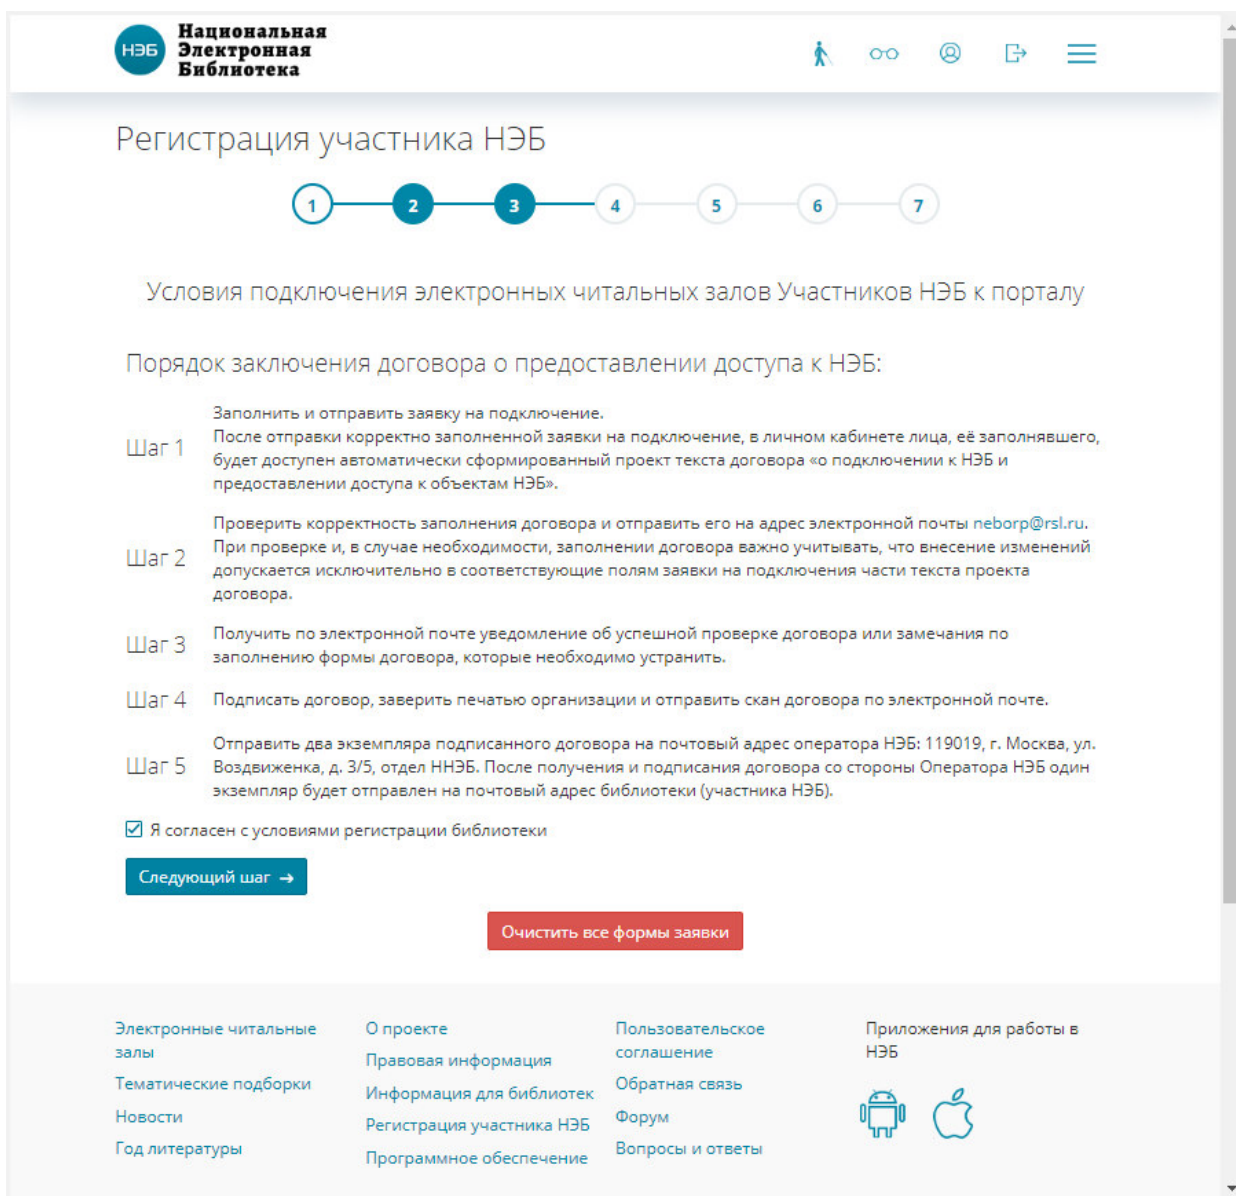 НЭБ
Национальная
Электронная
Библиотека
Регистрация участника НЭБ
1 2 3 4 5 6 7
Условия подключения электронных читальных залов Участников НЭБ к порталу
Порядок заключения договора о предоставлении доступа к НЭБ:
Шаг 1
Заполнить и отправить заявку на подключение.
После отправки корректно заполненной заявки на подключение, в личном кабинете лица, её заполнявшего,
будет доступен автоматически сформированный проект текста договора «о подключении к НЭБ и
предоставлении доступа к объектам НЭБ».
Шаг 2
Проверить корректность заполнения договора и отправить его на адрес электронной почты neborp@rsl.ru.
При проверке и, в случае необходимости, заполнении договора важно учитывать, что внесение изменений
допускается исключительно в соответствующие полям заявки на подключения части текста проекта
договора.
Шаг 3
Получить по электронной почте уведомление об успешной проверке договора или замечания по
заполнению формы договора, которые необходимо устранить.
Шаг 4
Подписать договор, заверить печатью организации и отправить скан договора по электронной почте.
Шаг 5
Отправить два экземпляра подписанного договора на почтовый адрес оператора НЭБ: 119019, г. Москва, ул.
Воздвиженка, д. 3/5, отдел ННЭБ. После получения и подписания договора со стороны Оператора НЭБ один
экземпляр будет отправлен на почтовый адрес библиотеки (участника НЭБ).
Я согласен с условиями регистрации библиотеки
Следующий шаг →
Очистить все формы заявки
Электронные читальные
залы
Тематические подборки
Новости
Год литературы
О проекте
Правовая информация
Информация для библиотек
Регистрация участника НЭБ
Программное обеспечение
Пользовательское
соглашение
Обратная связь
Форум
Вопросы и ответы
Приложения для работы в
НЭБ